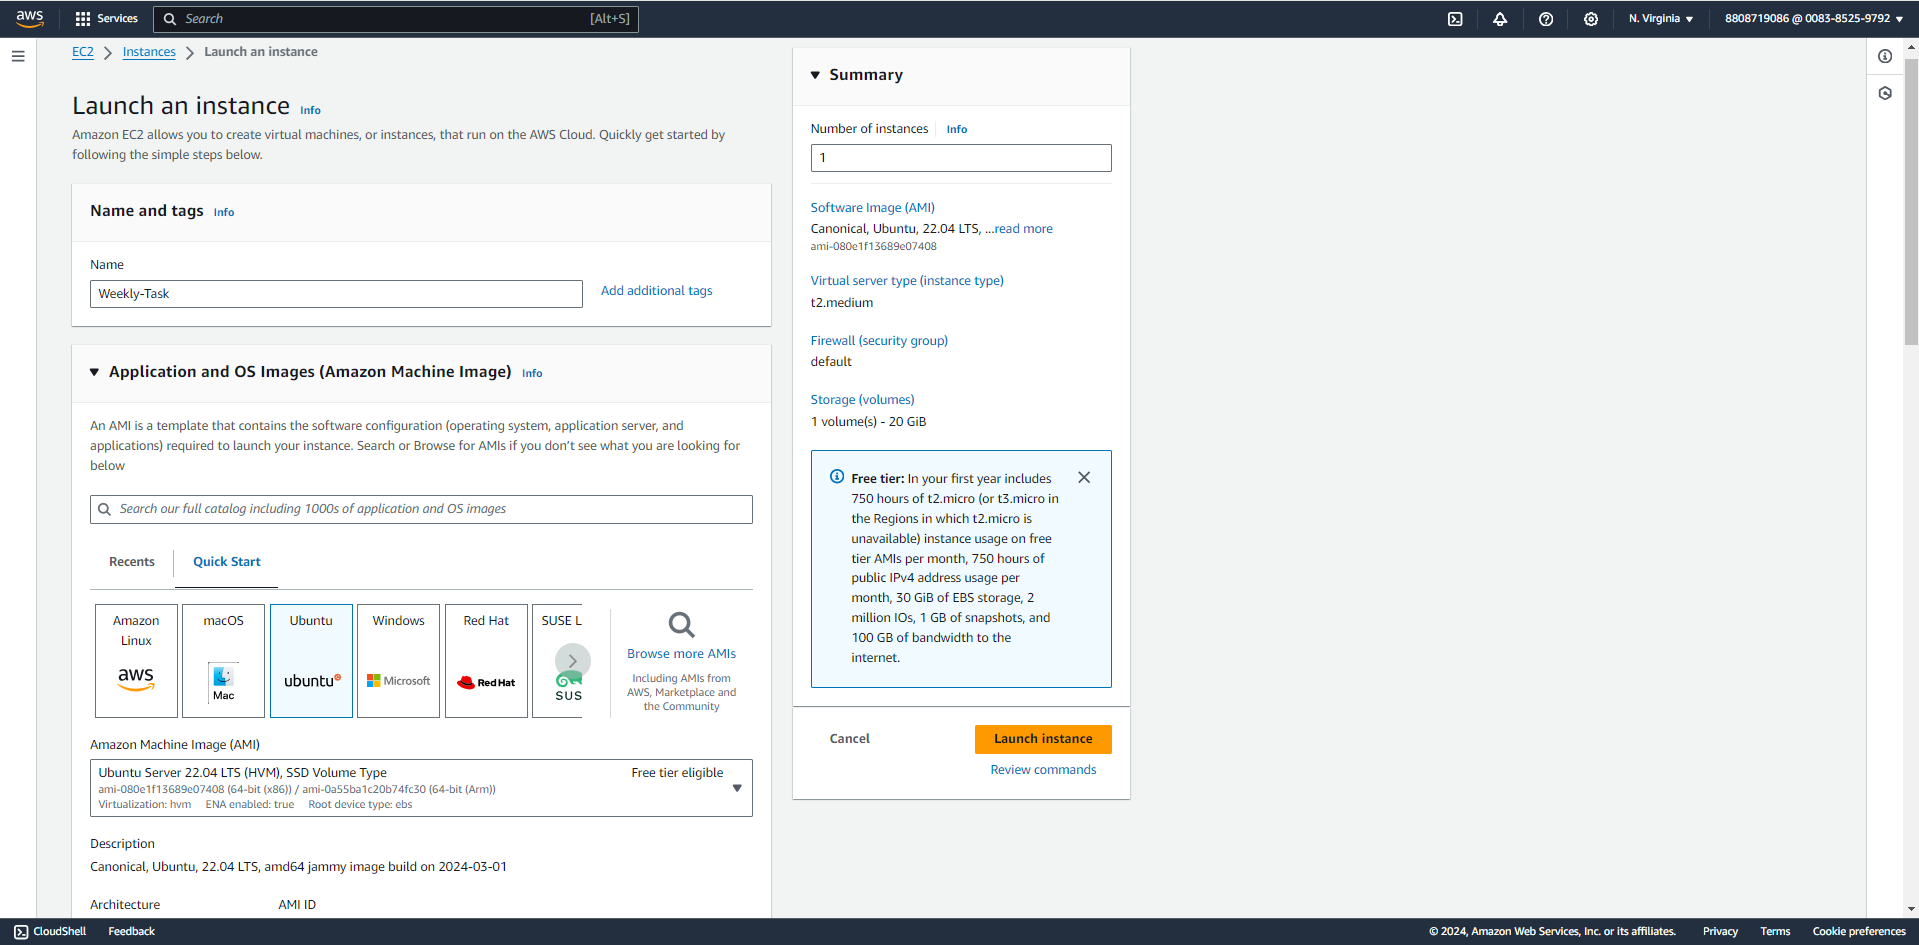 aws
Services
Search [Alt+S]
N. Virginia
8808719086 @ 0083-8525-9792
EC2
Instances
Launch an instance
Launch an instance Info
Amazon EC2 allows you to create virtual machines, or instances, that run on the AWS Cloud. Quickly get started by
following the simple steps below.
Name and tags Info
Name
Weekly-Task
Add additional tags
Application and OS Images (Amazon Machine Image) Info
An AMI is a template that contains the software configuration (operating system, application server, and
applications) required to launch your instance. Search or Browse for AMIs if you don’t see what you are looking for
below
Search our full catalog including 1000s of application and OS images
Recents
Quick Start
Amazon
Linux
aws
macOS
Mac
Ubuntu
ubuntu
Windows
Microsoft
Red Hat
Red Hat
SUSE L
SUS
Browse more AMIs
Including AMIs from
AWS, Marketplace and
the Community
Amazon Machine Image (AMI)
Ubuntu Server 22.04 LTS (HVM), SSD Volume Type
Free tier eligible
ami-080e1f13689e07408 (64-bit (x86)) / ami-0a55ba1c20b74fc30 (64-bit (Arm))
Virtualization: hvm ENA enabled: true Root device type: ebs
Description
Canonical, Ubuntu, 22.04 LTS, amd64 jammy image build on 2024-03-01
Architecture
AMI ID
Summary
Number of instances Info
1
Software Image (AMI)
Canonical, Ubuntu, 22.04 LTS, ...read more
ami-080e1f13689e07408
Virtual server type (instance type)
t2.medium
Firewall (security group)
default
Storage (volumes)
1 volume(s) - 20 GiB
Free tier: In your first year includes
750 hours of t2.micro (or t3.micro in
the Regions in which t2.micro is
unavailable) instance usage on free
tier AMIs per month, 750 hours of
public IPv4 address usage per
month, 30 GiB of EBS storage, 2
million IOs, 1 GB of snapshots, and
100 GB of bandwidth to the
internet.
Cancel
Launch instance
Review commands
CloudShell
Feedback
© 2024, Amazon Web Services, Inc. or its affiliates.
Privacy
Terms
Cookie preferences